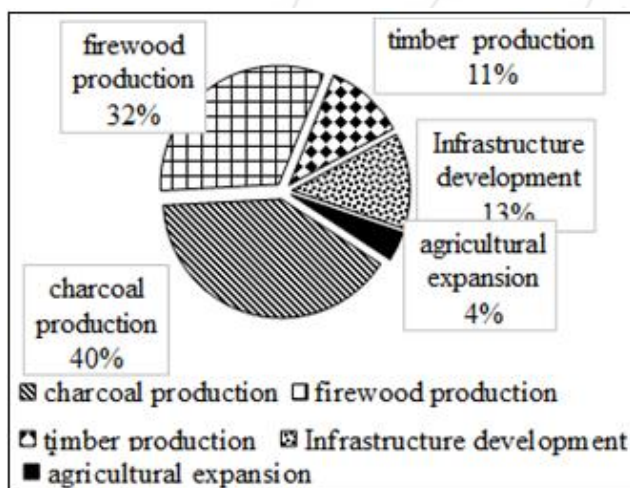 firewood
production
32%
timber production
11%
Infrastructure
development
13%
agricultural
expansion
4%
charcoal
production
40%
charcoal production firewood production
timber production Infrastructure development
agricultural expansion